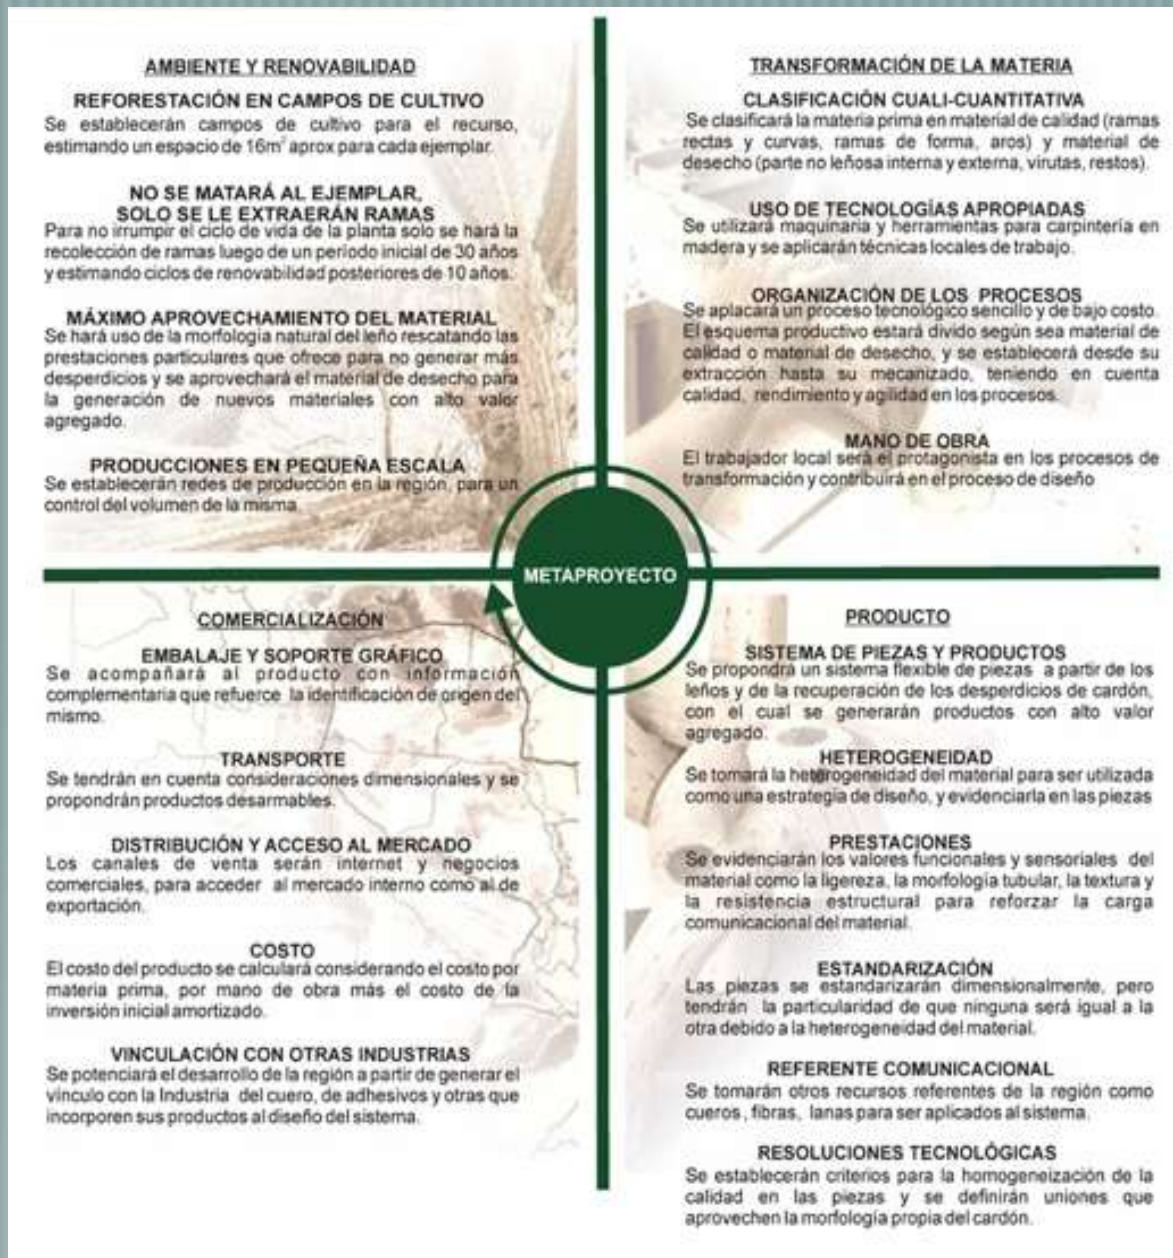 AMBIENTE Y RENOVABILIDAD
REFORESTACIÓN EN CAMPOS DE CULTIVO
Se establecerán campos de cultivo para el recurso,
estimando un espacio de 16m² aprox para cada ejemplar.
NO SE MATARÁ AL EJEMPLAR,
SOLO SE LE EXTRAERÁN RAMAS
Para no irrumpir el ciclo de vida de la planta solo se hará la
recolección de ramas luego de un período inicial de 30 años
y estimando ciclos de renovabilidad posteriores de 10 años.
MÁXIMO APROVECHAMIENTO DEL MATERIAL
Se hará uso de la morfología natural del leño rescatando las
prestaciones particulares que ofrece para no generar más
desperdicios y se aprovechará el material de desecho para
la generación de nuevos materiales con alto valor
agregado.
PRODUCCIONES EN PEQUEÑA ESCALA
Se establecerán redes de producción en la región, para un
control del volumen de la misma
TRANSFORMACIÓN DE LA MATERIA
CLASIFICACIÓN CUALI-CUANTITATIVA
Se clasificará la materia prima en material de calidad (ramas
rectas y curvas, ramas de forma, aros) y material de
desecho (parte no leñosa interna y externa, virutas, restos).
USO DE TECNOLOGÍAS APROPIADAS
Se utilizará maquinaria y herramientas para carpintería en
madera y se aplicarán técnicas locales de trabajo.
ORGANIZACIÓN DE LOS PROCESOS
Se aplacará un proceso tecnológico sencillo y de bajo costo.
El esquema productivo estará divido según sea material de
calidad o material de desecho, y se establecerá desde su
extracción hasta su mecanizado, teniendo en cuenta
calidad, rendimiento y agilidad en los procesos.
MANO DE OBRA
El trabajador local será el protagonista en los procesos de
transformación y contribuirá en el proceso de diseño
METAPROYECTO
COMERCIALIZACIÓN
EMBALAJE Y SOPORTE GRÁFICO
Se acompañará al producto con información
complementaria que refuerce la identificación de origen del
mismo.
TRANSPORTE
Se tendrán en cuenta consideraciones dimensionales y se
propondrán productos desarmables.
DISTRIBUCIÓN Y ACCESO AL MERCADO
Los canales de venta serán internet y negocios
comerciales, para acceder al mercado interno como al de
exportación.
COSTO
El costo del producto se calculará considerando el costo por
materia prima, por mano de obra más el costo de la
inversión inicial amortizado.
VINCULACIÓN CON OTRAS INDUSTRIAS
Se potenciará el desarrollo de la región a partir de generar el
vínculo con la Industria del cuero, de adhesivos y otras que
incorporen sus productos al diseño del sistema.
PRODUCTO
SISTEMA DE PIEZAS Y PRODUCTOS
Se propondrá un sistema flexible de piezas a partir de los
leños y de la recuperación de los desperdicios de cardón,
con el cual se generarán productos con alto valor
agregado.
HETEROGENEIDAD
Se tomará la heterogeneidad del material para ser utilizada
como una estrategia de diseño, y evidenciarla en las piezas
PRESTACIONES
Se evidenciarán los valores funcionales y sensoriales del
material como la ligereza, la morfología tubular, la textura y
la resistencia estructural para reforzar la carga
comunicacional del material.
ESTANDARIZACIÓN
Las piezas se estandarizarán dimensionalmente, pero
tendrán la particularidad de que ninguna será igual a la
otra debido a la heterogeneidad del material.
REFERENTE COMUNICACIONAL
Se tomarán otros recursos referentes de la región como
cueros, fibras, lanas para ser aplicados al sistema.
RESOLUCIONES TECNOLÓGICAS
Se establecerán criterios para la homogeneización de la
calidad en las piezas y se definirán uniones que
aprovechen la morfología propia del cardón.